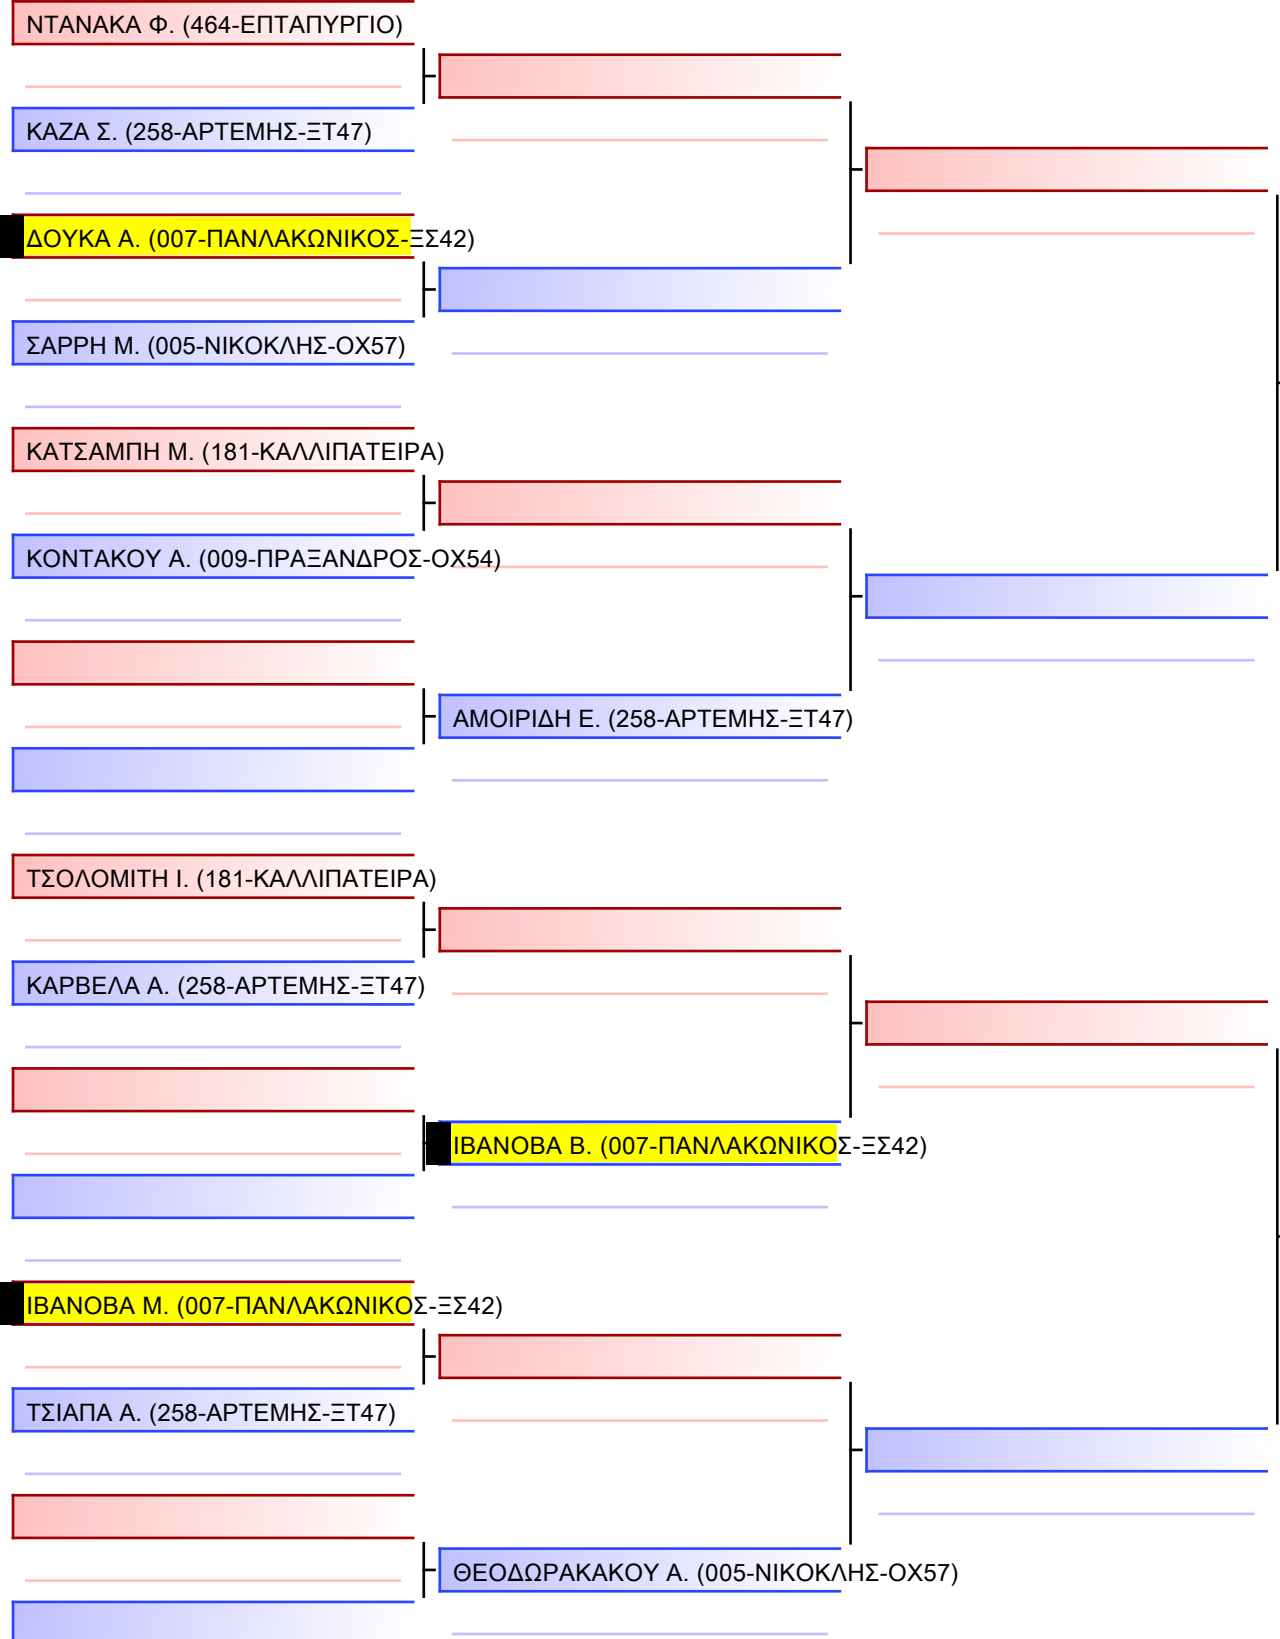 ΝΤΑΝΑΚΑ Φ. (464-ΕΠΤΑΠΥΡΓΙΟ)
ΚΑΖΑ Σ. (258-ΑΡΤΕΜΗΣ-ΞΤ47)
ΔΟΥΚΑ Α. (007-ΠΑΝΛΑΚΩΝΙΚΟΣ-ΞΣ42)
ΣΑΡΡΗ Μ. (005-ΝΙΚΟΚΛΗΣ-ΟΧ57)
ΚΑΤΣΑΜΠΗ Μ. (181-ΚΑΛΛΙΠΑΤΕΙΡΑ)
ΚΟΝΤΑΚΟΥ Α. (009-ΠΡΑΞΑΝΔΡΟΣ-ΟΧ54)
ΑΜΟΙΡΙΔΗ Ε. (258-ΑΡΤΕΜΗΣ-ΞΤ47)
ΤΣΟΛΟΜΙΤΗ Ι. (181-ΚΑΛΛΙΠΑΤΕΙΡΑ)
ΚΑΡΒΕΛΑ Α. (258-ΑΡΤΕΜΗΣ-ΞΤ47)
ΙΒΑΝΟΒΑ Β. (007-ΠΑΝΛΑΚΩΝΙΚΟΣ-ΞΣ42)
ΙΒΑΝΟΒΑ Μ. (007-ΠΑΝΛΑΚΩΝΙΚΟΣ-ΞΣ42)
ΤΣΙΑΠΑ Α. (258-ΑΡΤΕΜΗΣ-ΞΤ47)
ΘΕΟΔΩΡΑΚΑΚΟΥ Α. (005-ΝΙΚΟΚΛΗΣ-ΟΧ57)